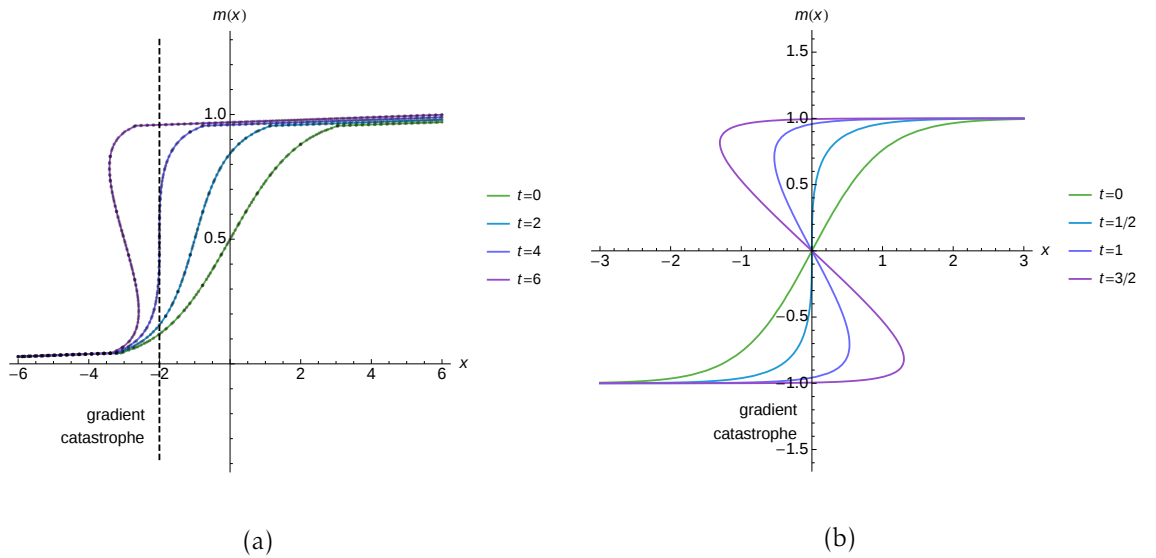 m(x)
1.0
0.5
−6
−4
−2
2
4
6
x
gradient
catastrophe
t=0
t=2
t=4
t=6
(a)
m(x)
1.5
1.0
0.5
−3
−2
−1
1
2
3
x
−0.5
−1.0
−1.5
gradient
catastrophe
t=0
t=1/2
t=1
t=3/2
(b)